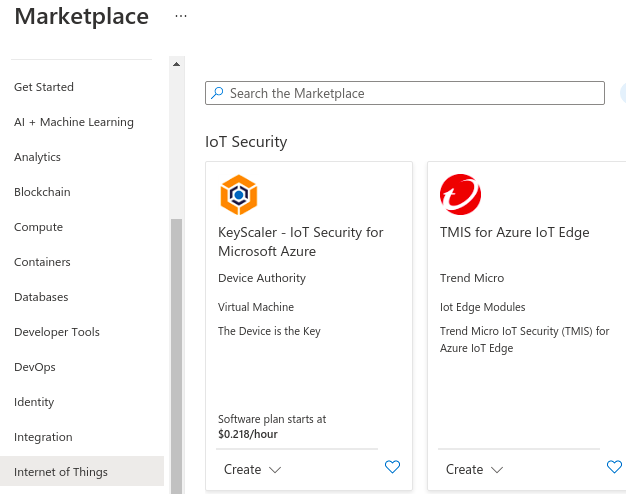 Marketplace
...
Get Started
AI + Machine Learning
Analytics
Blockchain
Compute
Containers
Databases
Developer Tools
DevOps
Identity
Integration
Internet of Things
Search the Marketplace
IoT Security
KeyScaler - IoT Security for
Microsoft Azure
Device Authority
Virtual Machine
The Device is the Key
Software plan starts at
$0.218/hour
Create
TMIS for Azure IoT Edge
Trend Micro
Iot Edge Modules
Trend Micro IoT Security (TMIS) for
Azure IoT Edge
Create